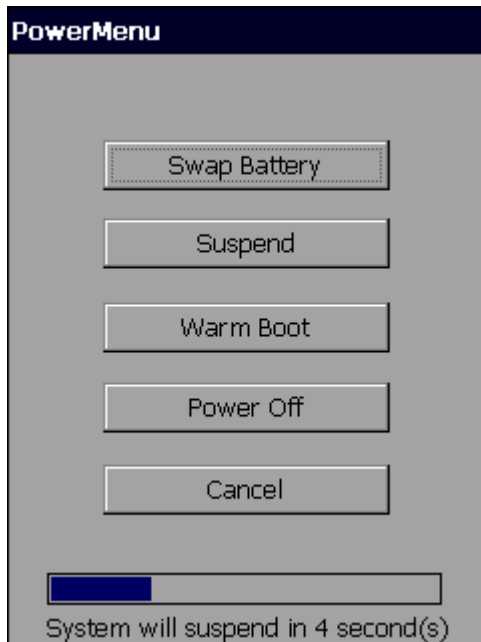 PowerMenu
Swap Battery
Suspend
Warm Boot
Power Off
Cancel
System will suspend in 4 second(s)